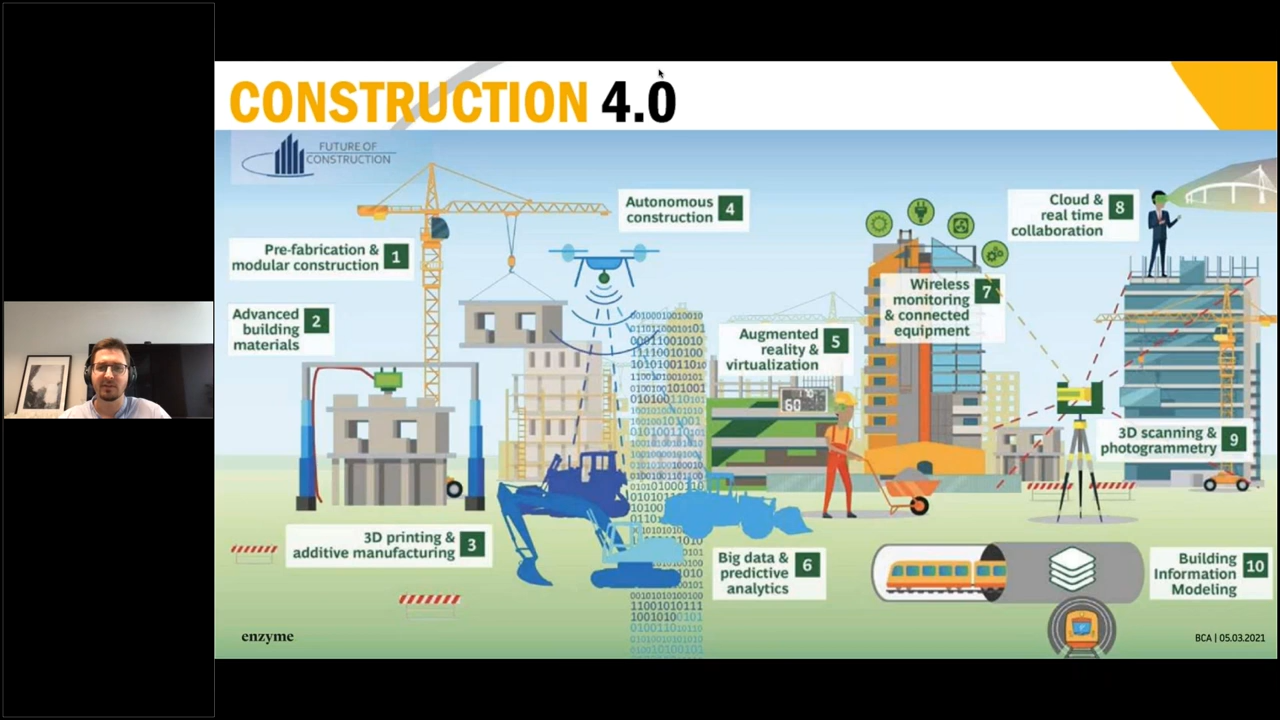 CONSTRUCTION 4.0
FUTURE OF
CONSTRUCTION
Pre-fabrication &
modular construction
1
Advanced
building
materials
2
3D printing &
additive manufacturing
3
Autonomous
construction
4
Augmented
reality &
virtualization
5
60
Big data &
predictive
analytics
6
Wireless
monitoring
& connected
equipment
7
Cloud &
real time
collaboration
8
3D scanning &
photogrammetry
9
Building
Information
Modeling
10
enzyme
BCA | 05.03.2021